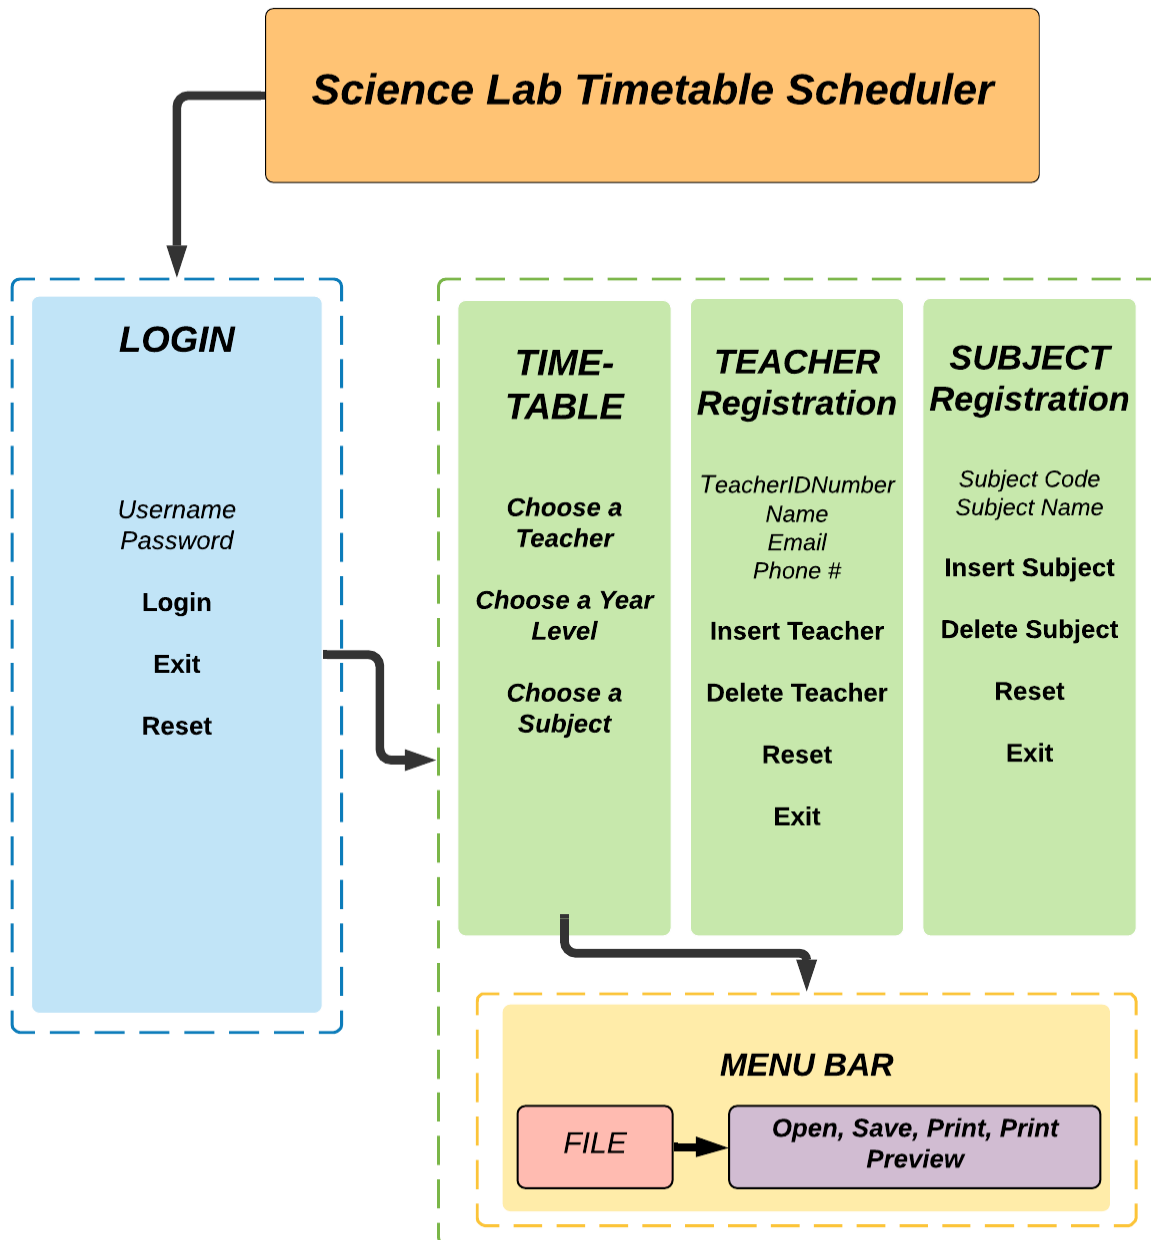 Science Lab Timetable Scheduler
LOGIN
Username
Password
Login
Exit
Reset
TIME-
TABLE
Choose a
Teacher
Choose a Year
Level
Choose a
Subject
TEACHER
Registration
TeacherIDNumber
Name
Email
Phone #
Insert Teacher
Delete Teacher
Reset
Exit
SUBJECT
Registration
Subject Code
Subject Name
Insert Subject
Delete Subject
Reset
Exit
MENU BAR
FILE
Open, Save, Print, Print
Preview